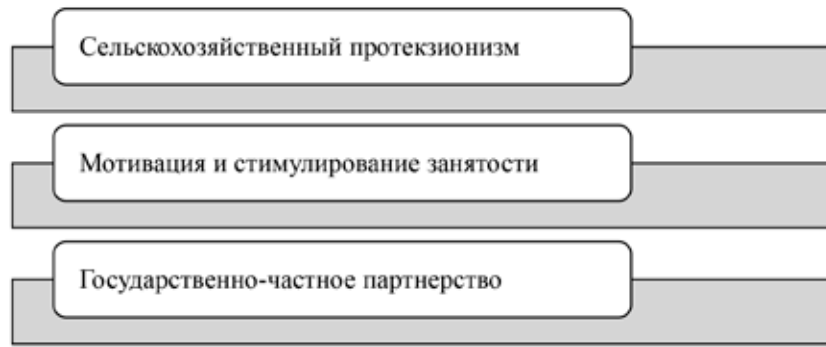 Сельскохозяйственный протекзионизм
Мотивация и стимулирование занятости
Государственно-частное партнерство